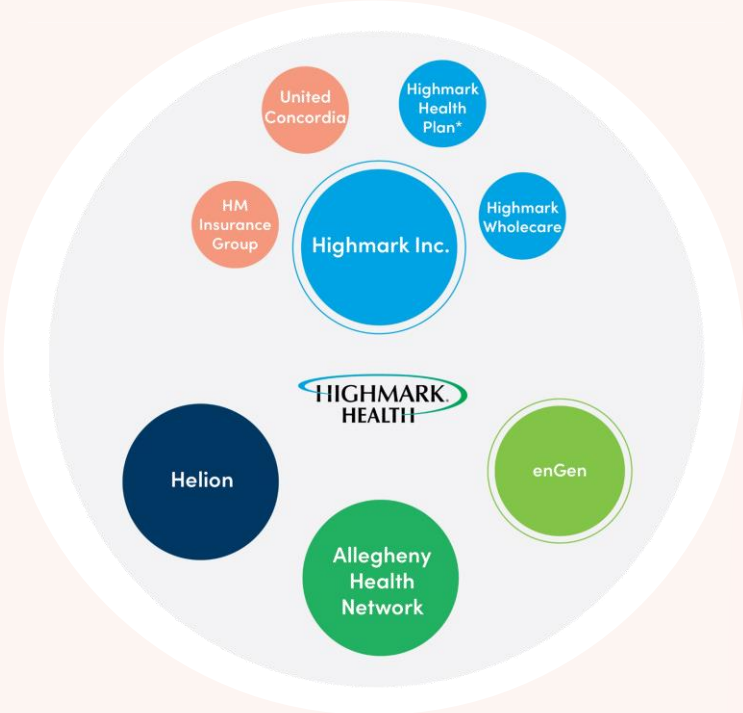 United
Concordia
Highmark
Health
Plan*
HM
Insurance
Group
Highmark Inc.
Highmark
Wholecare
HIGHMARK®
HEALTH
Helion
enGen
Allegheny
Health
Network